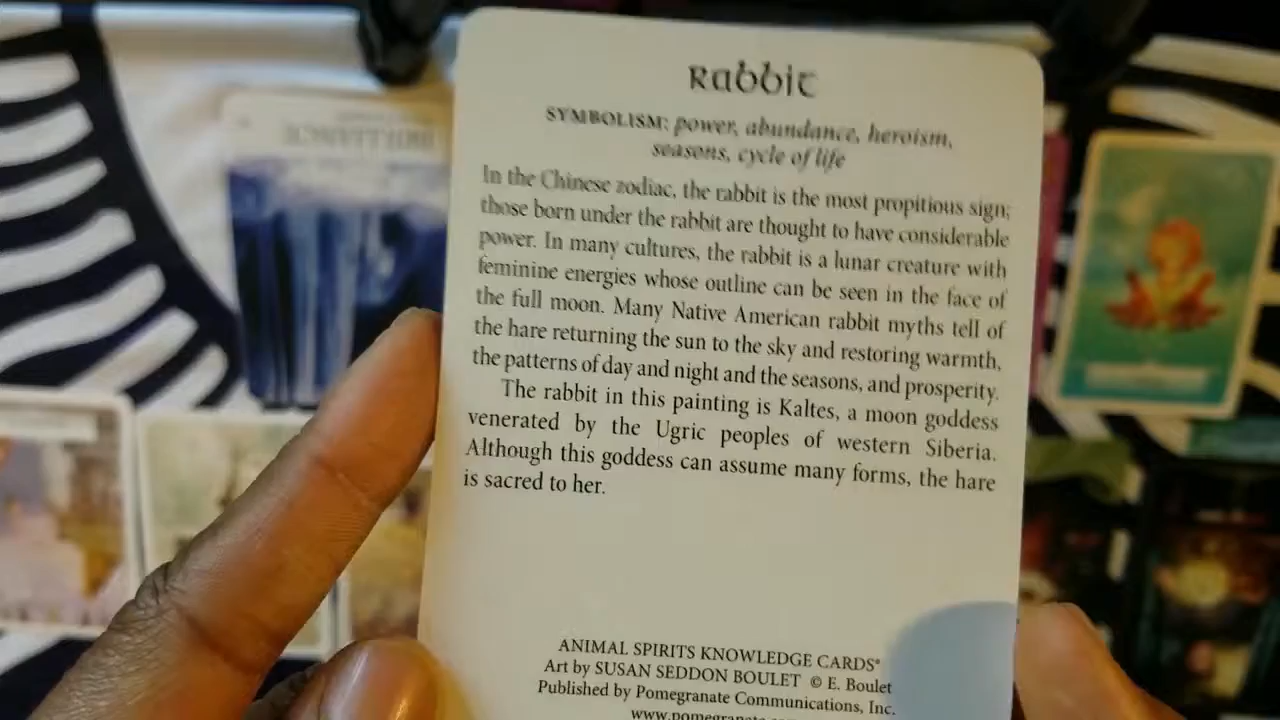 Rabbit
SYMBOLISM: power, abundance, heroism,
seasons, cycle of life
In the Chinese zodiac, the rabbit is the most propitious sign;
those born under the rabbit are thought to have considerable
power. In many cultures, the rabbit is a lunar creature with
feminine energies whose outline can be seen in the face of
the full moon. Many Native American rabbit myths tell of
the hare returning the sun to the sky and restoring warmth,
the patterns of day and night and the seasons, and prosperity.
The rabbit in this painting is Kaltes, a moon goddess
venerated by the Ugric peoples of western Siberia.
Although this goddess can assume many forms, the hare
is sacred to her.
ANIMAL SPIRITS KNOWLEDGE CARDS®
Art by SUSAN SEDDON BOULET © E. Boulet
Published by Pomegranate Communications, Inc.